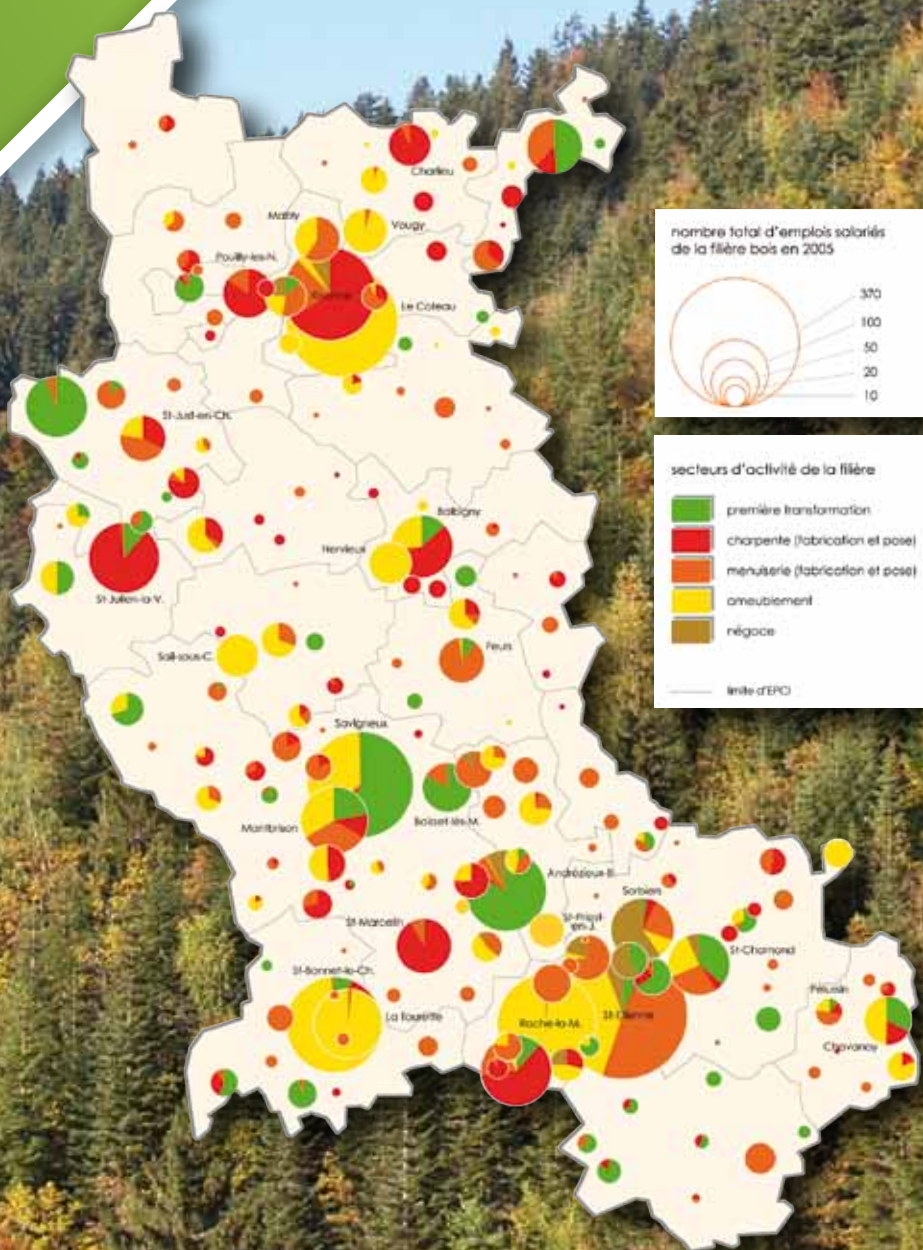 Charlieu
Mably
Vougy
Pouilly-les-N.
Roanne
Le Coteau
St-Just-en-Ch.
Balbigny
Nervieux
St-Julien-la-V.
Sail-sous-C.
Feurs
Savigneux
Montbrison
Boisset-lès-M.
Andrézieux-B.
Sorbiers
St-Priest-
en-J.
St-Marcellin
St-Chamond
St-Bonnet-le-Ch.
La Tourette
Roche-la-M.
St-Etienne
Pélussin
Chavanay
nombre total d'emplois salariés
de la filière bois en 2005
370
100
50
20
10
secteurs d'activité de la filière
première transformation
charpente (fabrication et pose)
menuiserie (fabrication et pose)
ameublement
négoce
limite d'EPCI